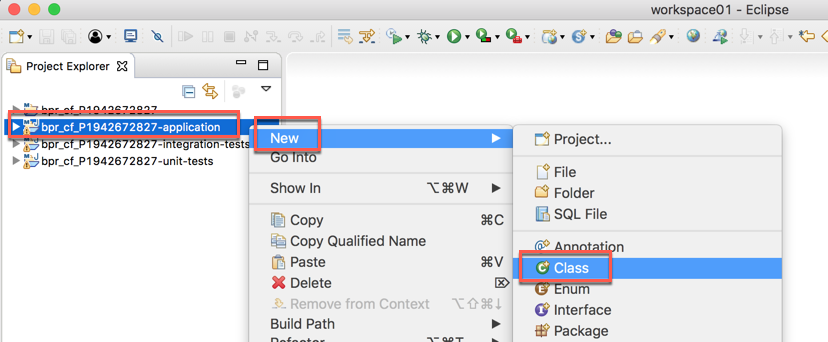 workspace01 - Eclipse
Project Explorer
bpr_cf_P1942672827
bpr_cf_P1942672827-application
bpr_cf_P1942672827-integration-tests
bpr_cf_P1942672827-unit-tests
New
Go Into
Show In ⌥⌘W
Copy ⌘C
Copy Qualified Name
Paste ⌘V
Delete ⌦
Remove from Context ⌥⇧⌘↓
Build Path
Refactor ⌥⌘T
Project...
File
Folder
SQL File
Annotation
Class
Enum
Interface
Package